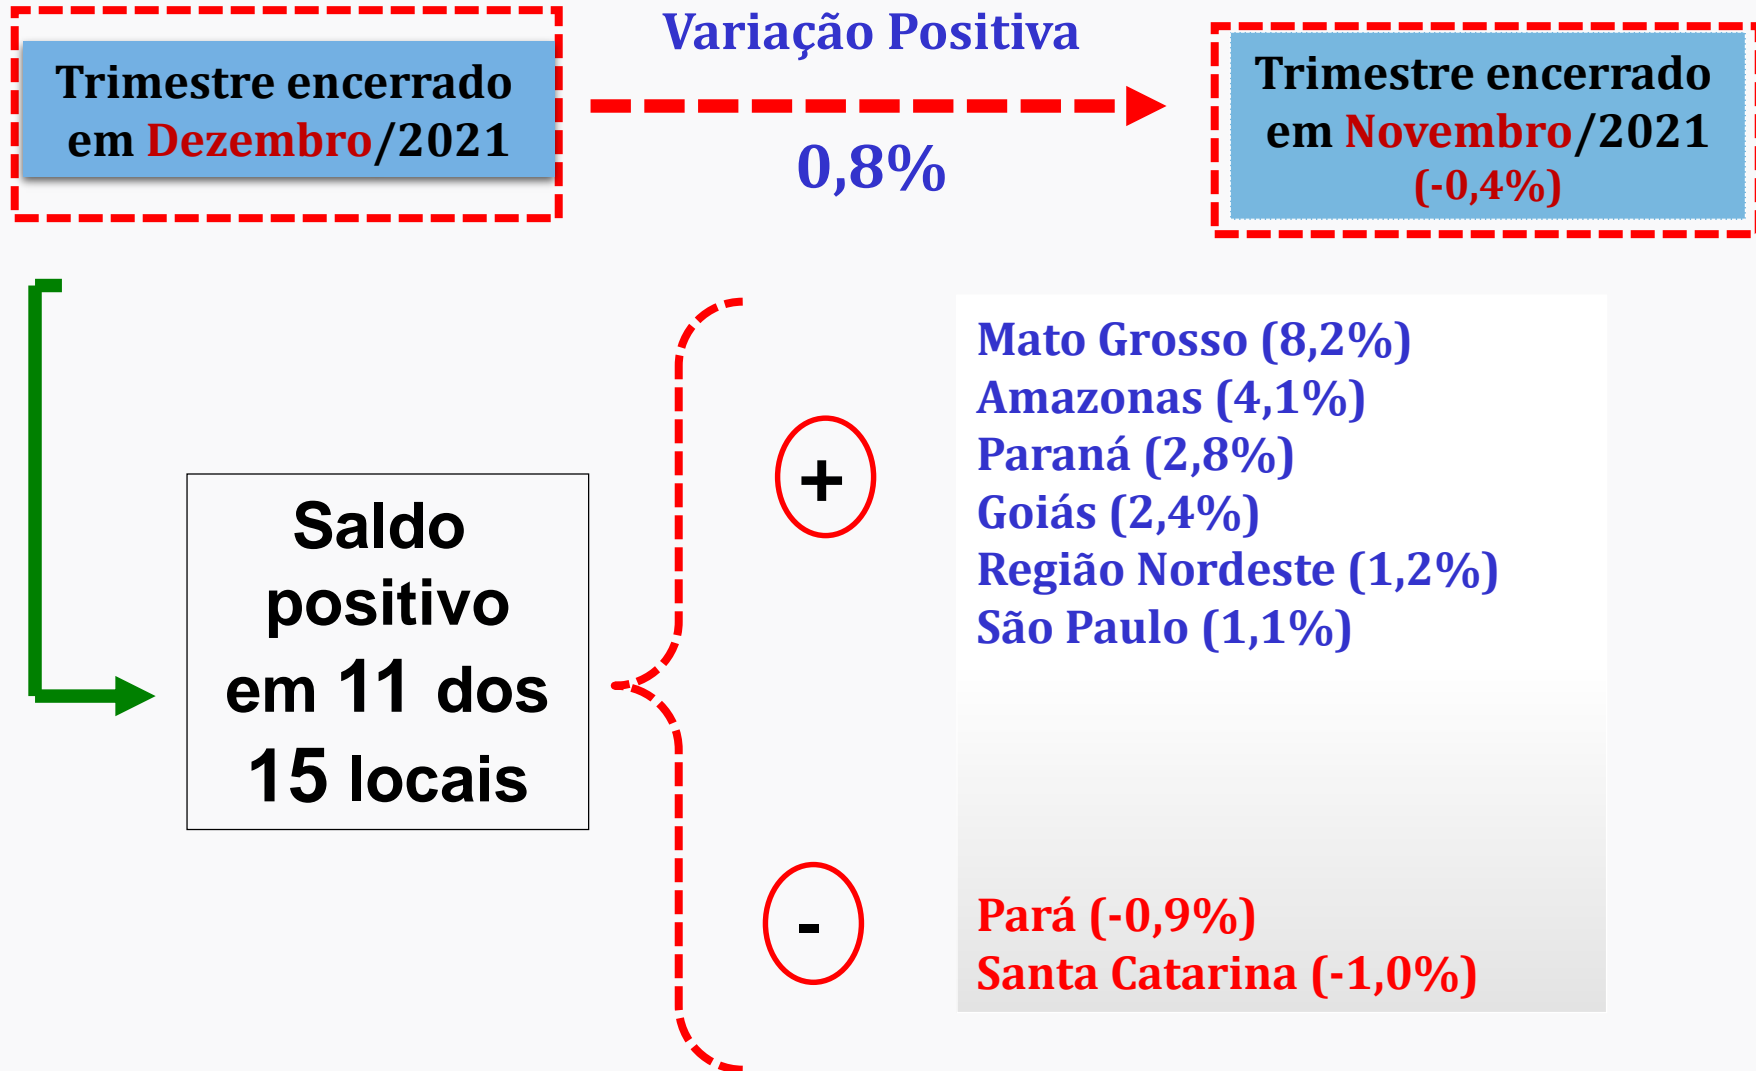 Trimestre encerrado
em Dezembro/2021
Variação Positiva
0,8%
Trimestre encerrado
em Novembro/2021
(-0,4%)
Saldo
positivo
em 11 dos
15 locais
+
Mato Grosso (8,2%)
Amazonas (4,1%)
Paraná (2,8%)
Goiás (2,4%)
Região Nordeste (1,2%)
São Paulo (1,1%)
-
Pará (-0,9%)
Santa Catarina (-1,0%)